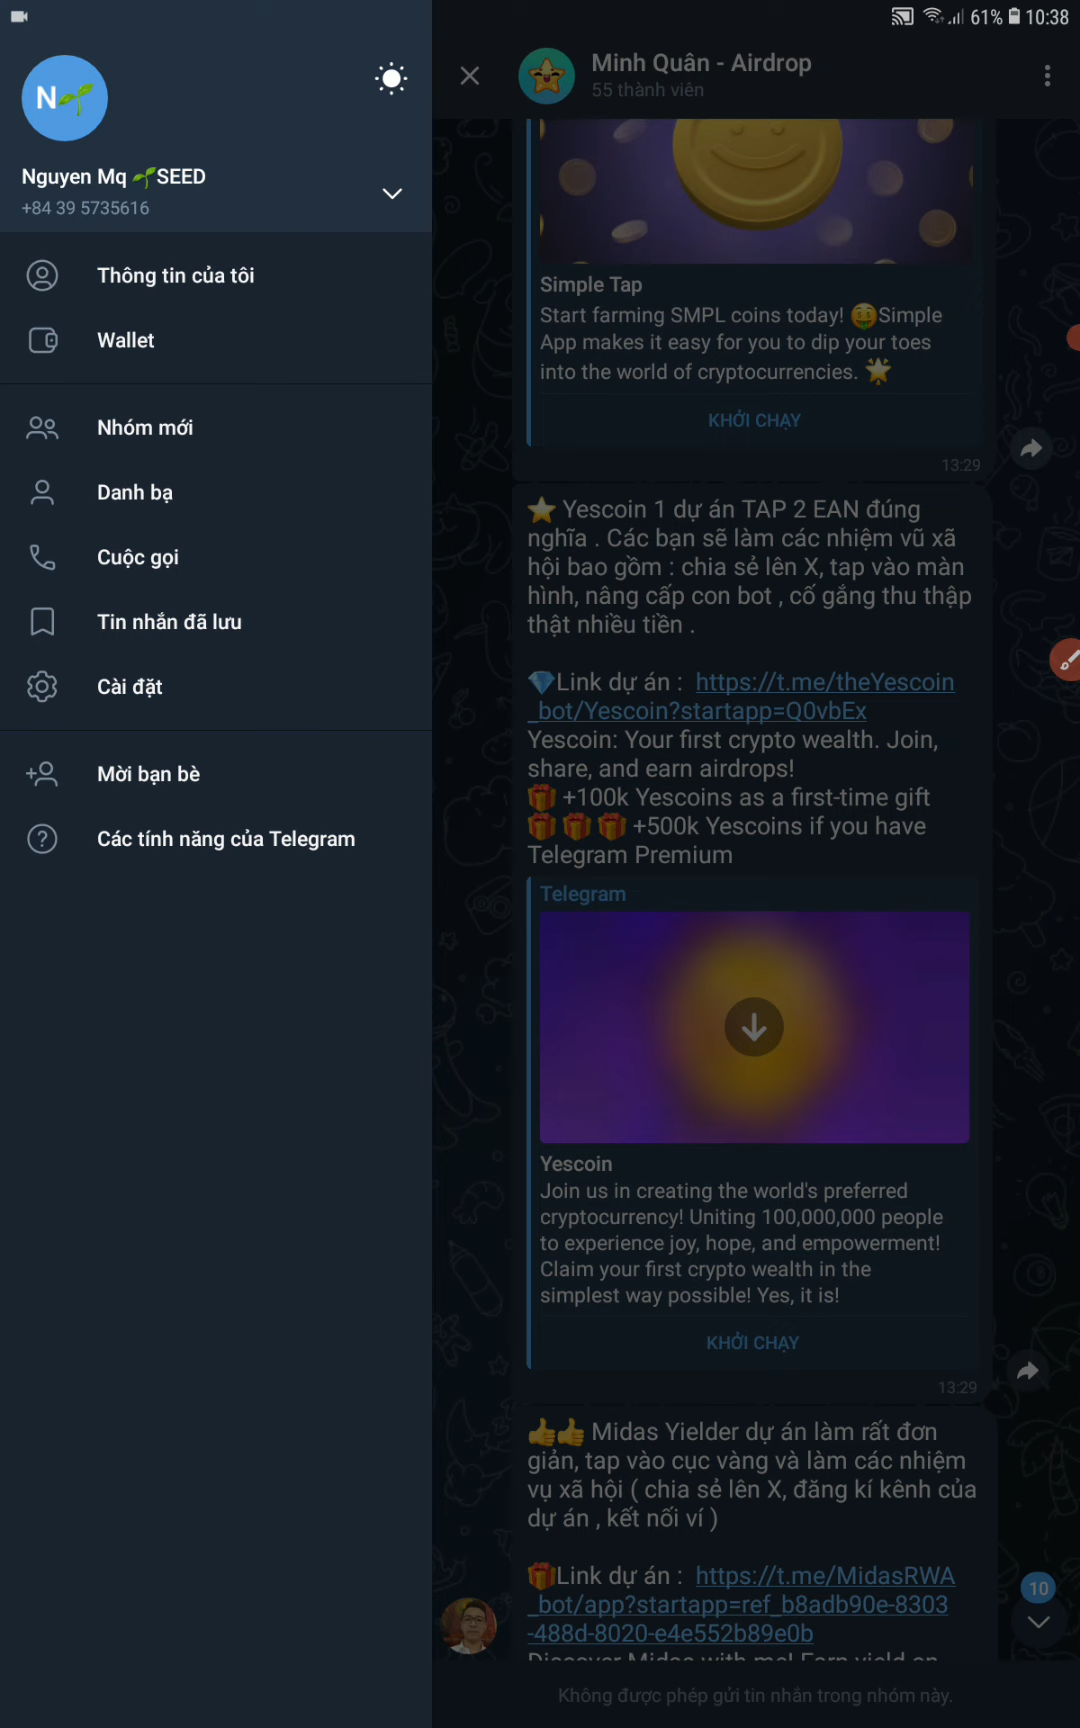 61% 10:38
N🌱
Nguyen Mq 🌱SEED
+84 39 5735616
Thông tin của tôi
Wallet
Nhóm mới
Danh bạ
Cuộc gọi
Tin nhắn đã lưu
Cài đặt
Mời bạn bè
Các tính năng của Telegram
Minh Quân - Airdrop
55 thành viên
Simple Tap
Start farming SMPL coins today! 🤑Simple
App makes it easy for you to dip your toes
into the world of cryptocurrencies. 🌟
KHỞI CHẠY
13:29
⭐ Yescoin 1 dự án TAP 2 EAN đúng
nghĩa . Các bạn sẽ làm các nhiệm vũ xã
hội bao gồm : chia sẻ lên X, tap vào màn
hình, nâng cấp con bot , cố gắng thu thập
thật nhiều tiền .
💎Link dự án : https://t.me/theYescoin
_bot/Yescoin?startapp=Q0vbEx
Yescoin: Your first crypto wealth. Join,
share, and earn airdrops!
🎁 +100k Yescoins as a first-time gift
🎁 🎁 🎁 +500k Yescoins if you have
Telegram Premium
Telegram
Yescoin
Join us in creating the world's preferred
cryptocurrency! Uniting 100,000,000 people
to experience joy, hope, and empowerment!
Claim your first crypto wealth in the
simplest way possible! Yes, it is!
KHỞI CHẠY
13:29
👍👍 Midas Yielder dự án làm rất đơn
giản, tap vào cục vàng và làm các nhiệm
vụ xã hội ( chia sẻ lên X, đăng kí kênh của
dự án , kết nối ví )
🎁Link dự án : https://t.me/MidasRWA
_bot/app?startapp=ref_b8adb90e-8303
-488d-8020-e4e552b89e0b
Discover Midas with me! Earn yield on
10
Không được phép gửi tin nhắn trong nhóm này.